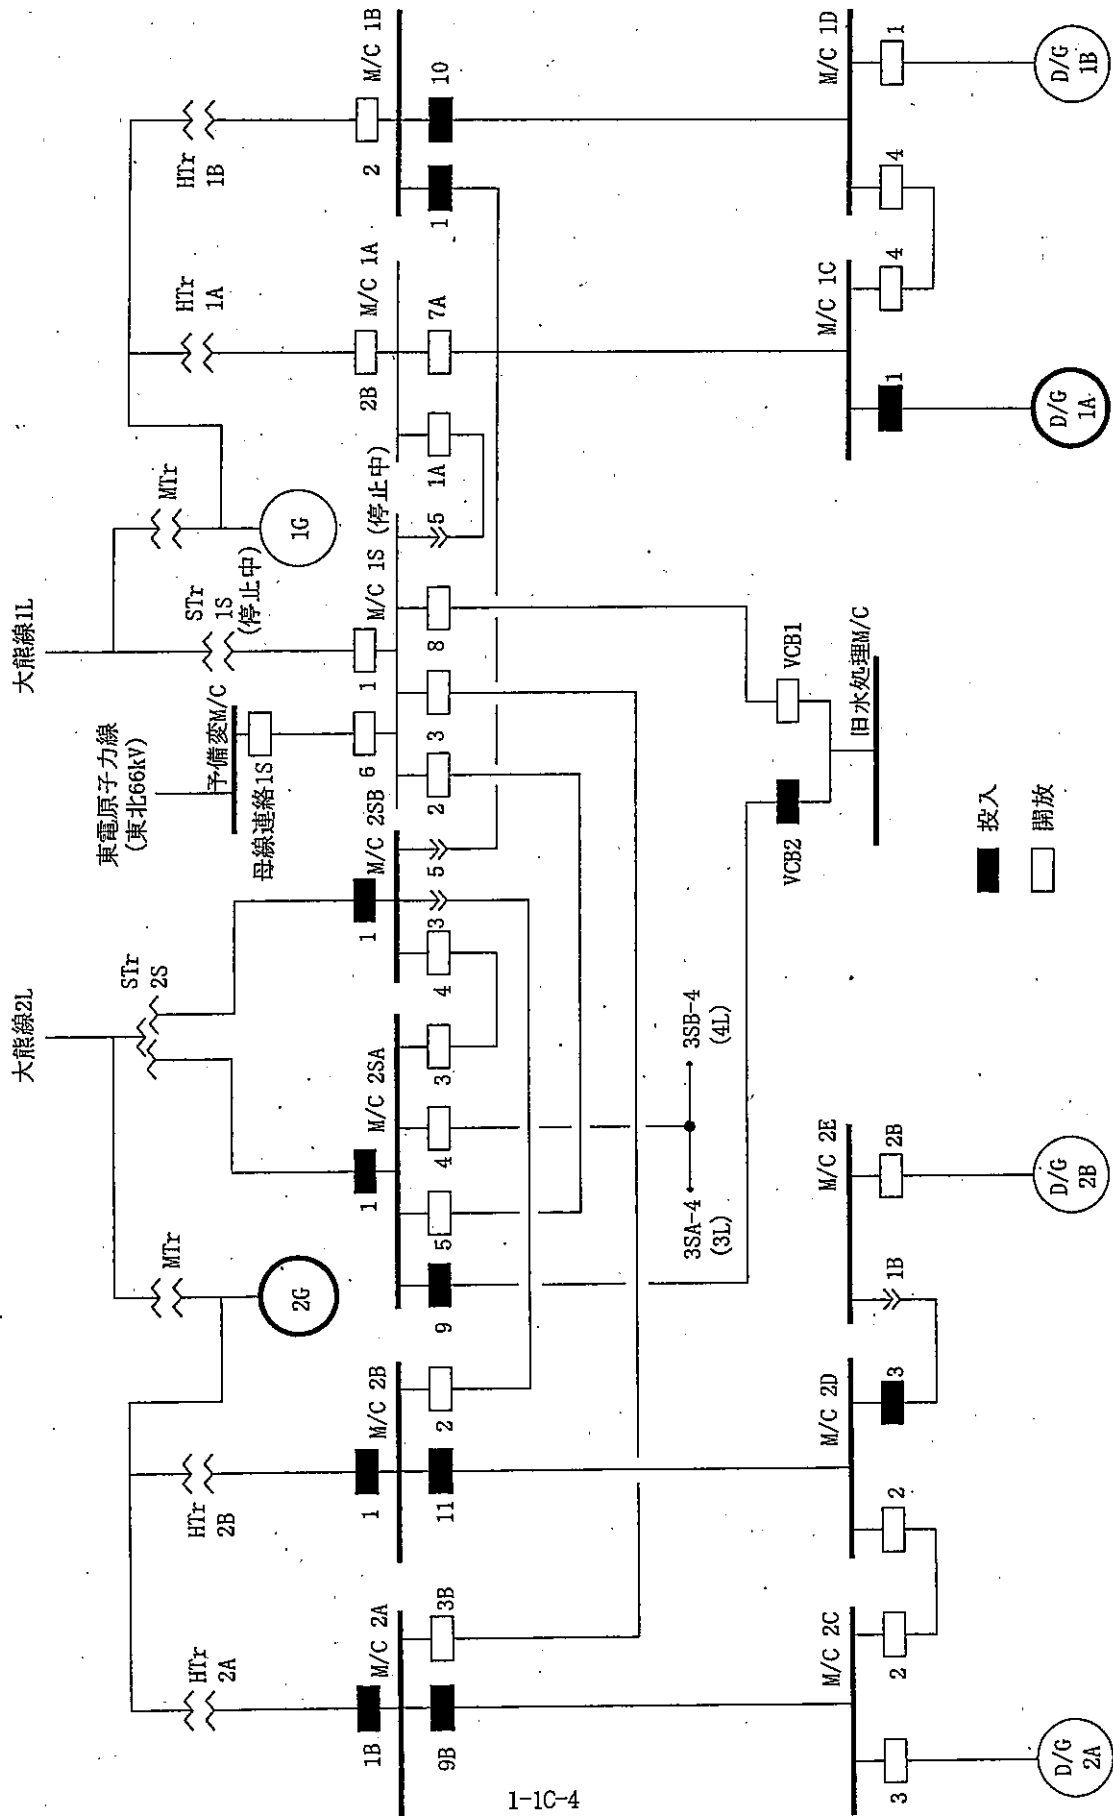 大熊線2L
大熊線1L
東電原子力線
(東北66kV)
予備変M/C
母線連絡1S
STr
2S
STr
1S
(停止中)
MTr
MTr
2G
1G
HTr
2A
HTr
2B
HTr
1A
HTr
1B
1B
M/C 2A
1
M/C 2B
1
M/C 2SA
1
M/C 2SB
6
1
M/C 1S (停止中)
2B
M/C 1A
2
M/C 1B
9B
3B
11
2
9
5
4
3
4
3
5
2
3
8
5
1A
7A
1
10
3SA-4
(3L)
3SB-4
(4L)
VCB2
VCB1
旧水処理M/C
M/C 2C
M/C 2D
M/C 2E
M/C 1C
M/C 1D
3
2
2
3
1B
2B
1
4
4
1
D/G
2A
D/G
2B
D/G
1A
D/G
1B
投入
開放
1-1C-4